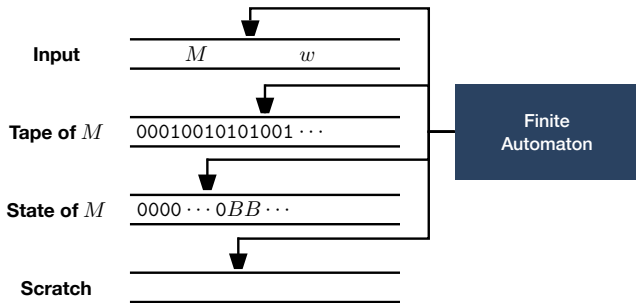 Input M w
Tape of M 00010010101001 ···
Finite
Automaton
State of M 0000 ··· 0BB ···
Scratch